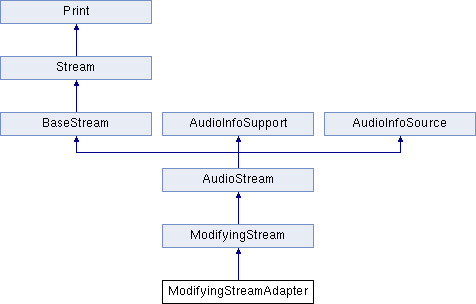 Print
Stream
BaseStream
AudioInfoSupport
AudioInfoSource
AudioStream
ModifyingStream
ModifyingStreamAdapter